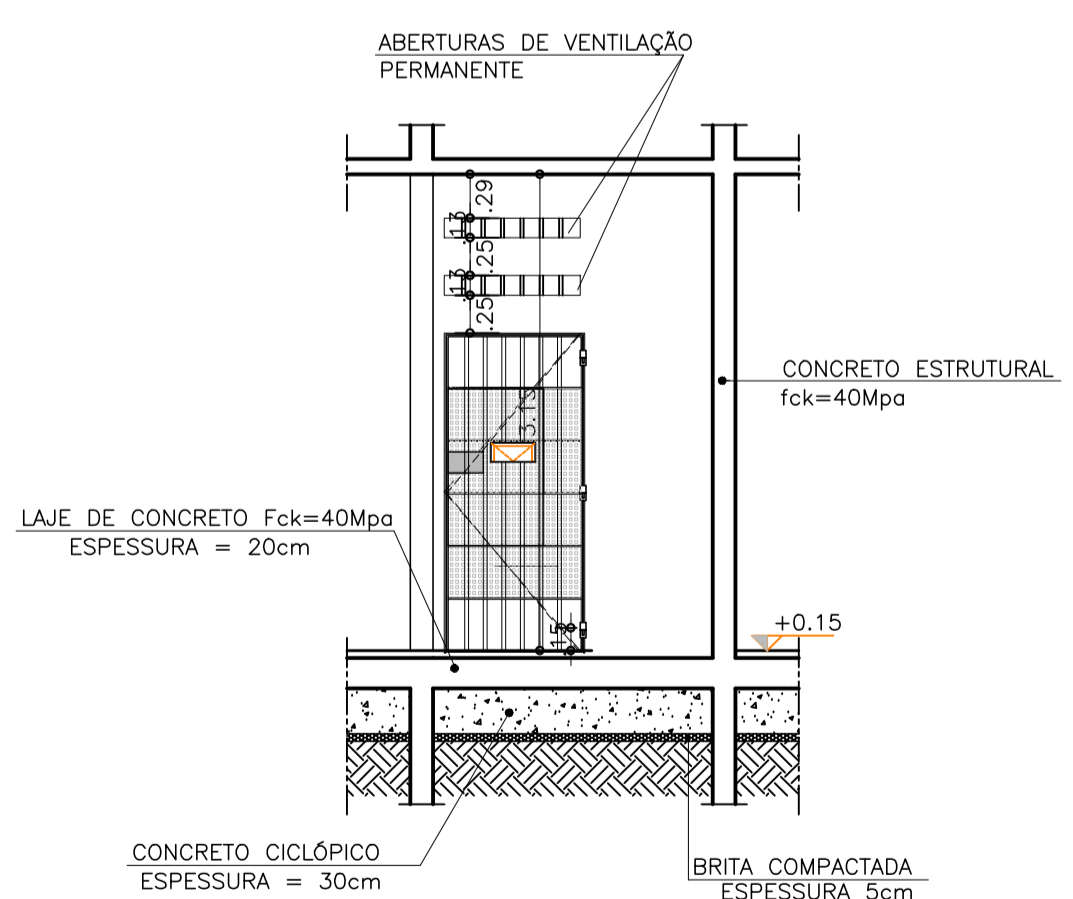 ABERTURAS DE VENTILAÇÃO
PERMANENTE
.29
.13
.25
.13
.25
3.15
CONCRETO ESTRUTURAL
fck=40Mpa
LAJE DE CONCRETO Fck=40Mpa
ESPESSURA = 20cm
.15
+0.15
CONCRETO CICLÓPICO
ESPESSURA = 30cm
BRITA COMPACTADA
ESPESSURA 5cm